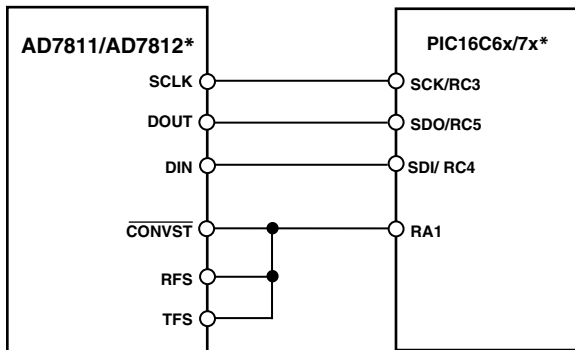 AD7811/AD7812*
PIC16C6x/7x*
SCLK
SCK/RC3
DOUT
SDO/RC5
DIN
SDI/ RC4
CONVST
RA1
RFS
TFS